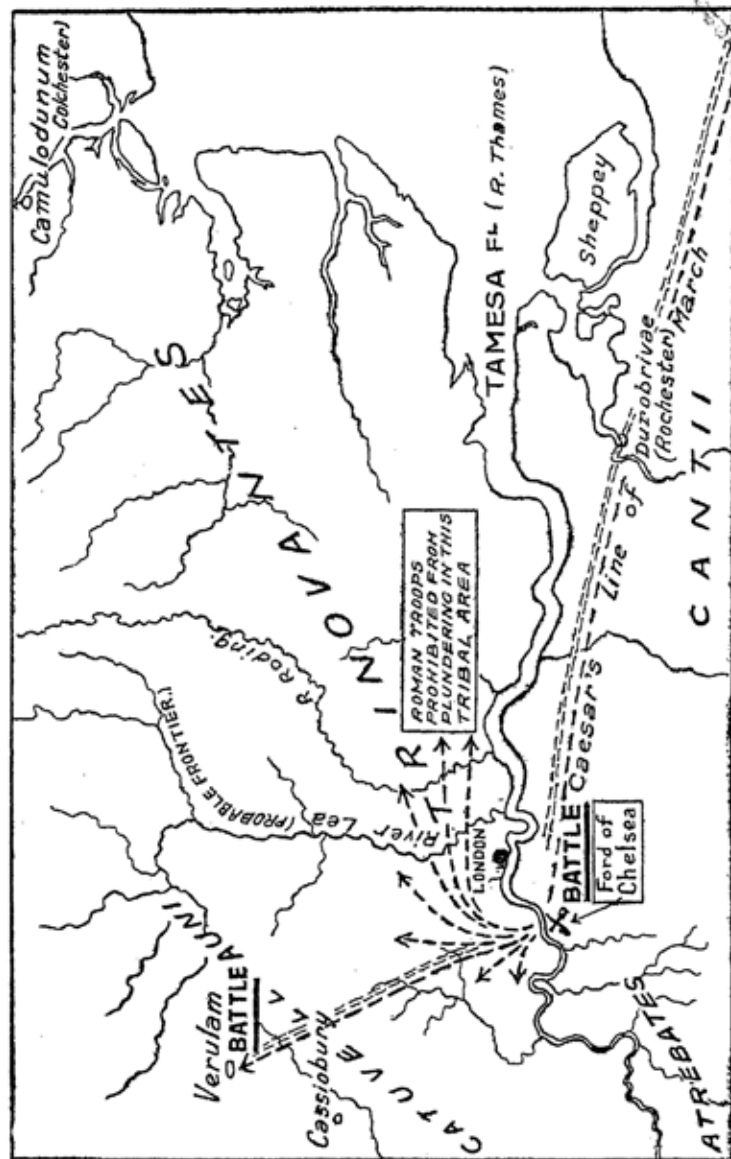 Camulodunum
Colchester)
TRINOVANTES
R Roding.
(PROBABLE FRONTIER.)
River Lea
CATUVELLAUNI
Verulam
BATTLE
Cassiobury
ROMAN TROOPS
PROHIBITED FROM
PLUNDERING IN THIS
TRIBAL AREA
LONDON
TAMESA FL (R. Thames)
Sheppey
BATTLE
Ford of
Chelsea
Caesar's Line of March
Durobrivae
(Rochester)
CANTII
ATREBATES